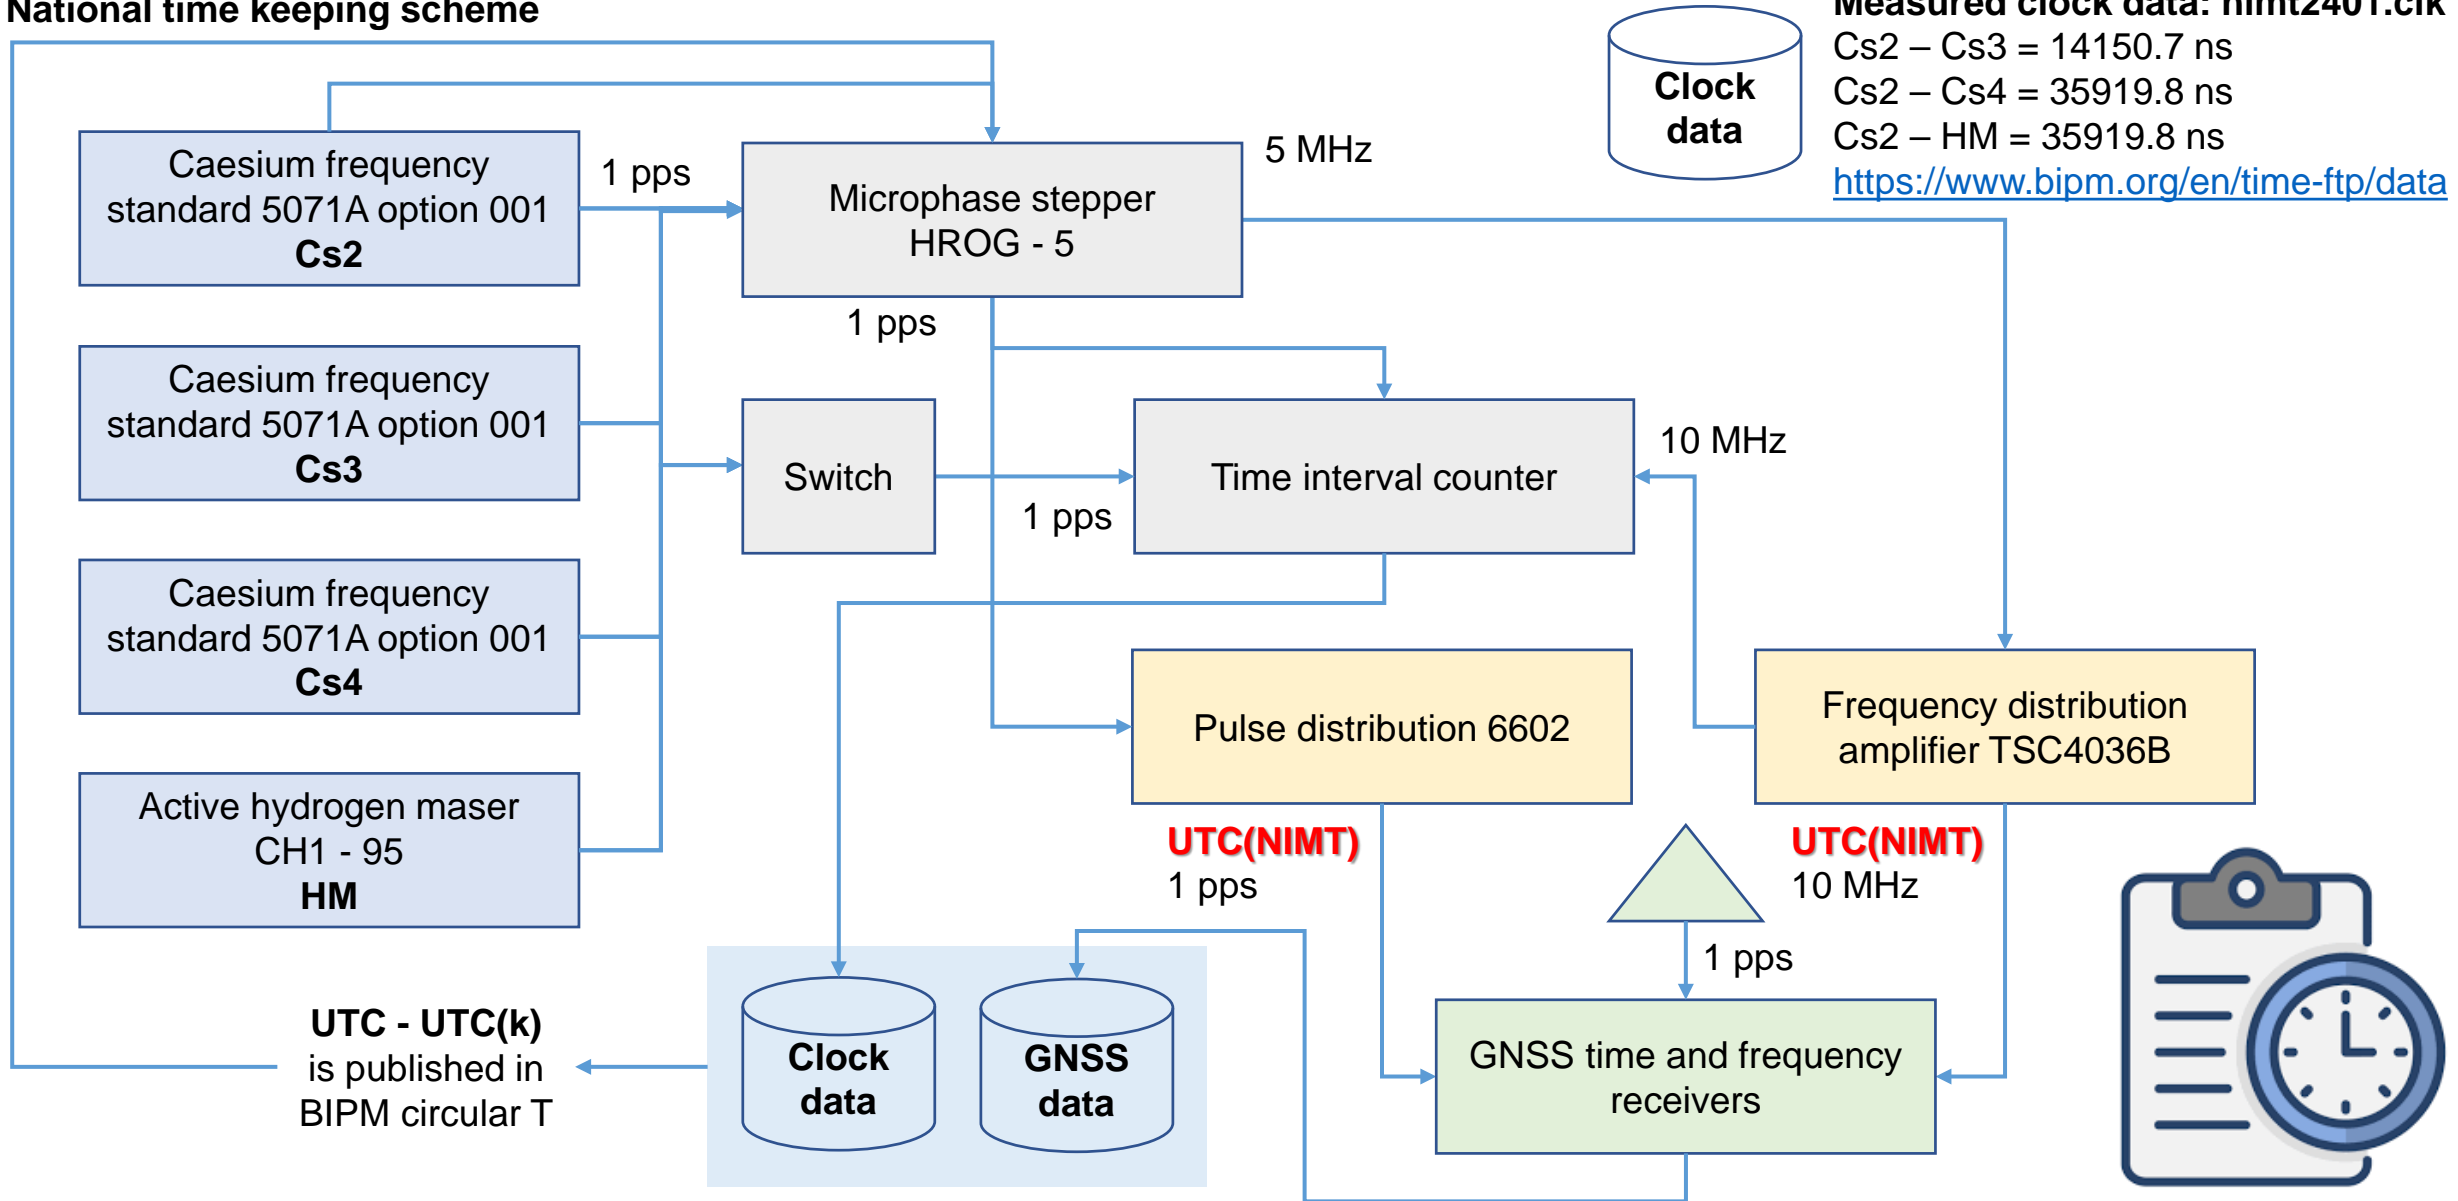 National time keeping scheme
Measured clock data: nimt2401.clk
Cs2 – Cs3 = 14150.7 ns
Cs2 – Cs4 = 35919.8 ns
Cs2 – HM = 35919.8 ns
https://www.bipm.org/en/time-ftp/data
Clock
data
Caesium frequency
standard 5071A option 001
Cs2
1 pps
Microphase stepper
HROG - 5
5 MHz
1 pps
Caesium frequency
standard 5071A option 001
Cs3
Switch
1 pps
Time interval counter
10 MHz
Caesium frequency
standard 5071A option 001
Cs4
Pulse distribution 6602
Frequency distribution
amplifier TSC4036B
Active hydrogen maser
CH1 - 95
HM
UTC(NIMT)
1 pps
UTC(NIMT)
10 MHz
1 pps
UTC - UTC(k)
is published in
BIPM circular T
Clock
data
GNSS
data
GNSS time and frequency
receivers